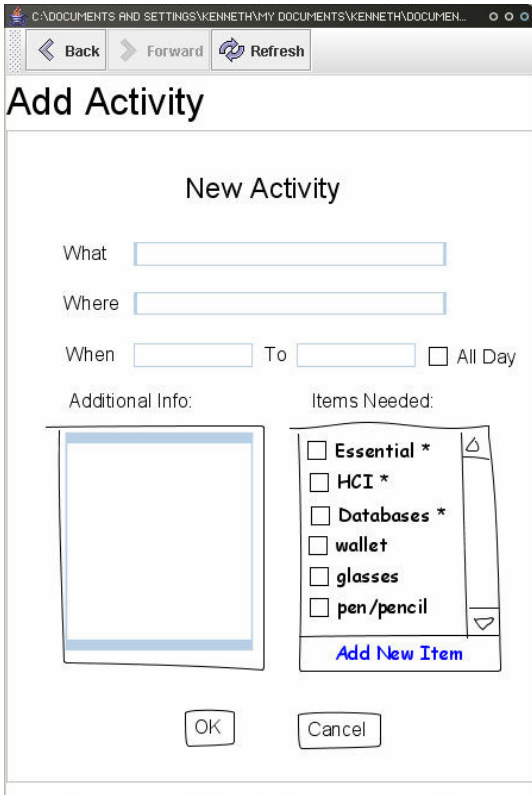 C:\DOCUMENTS AND SETTINGS\KENNETH\MY DOCUMENTS\KENNETH\DOCUMEN...
Back Forward Refresh
Add Activity
New Activity
What
Where
When To All Day
Additional Info: Items Needed:
Essential *
HCI *
Databases *
wallet
glasses
pen/pencil
Add New Item
OK Cancel